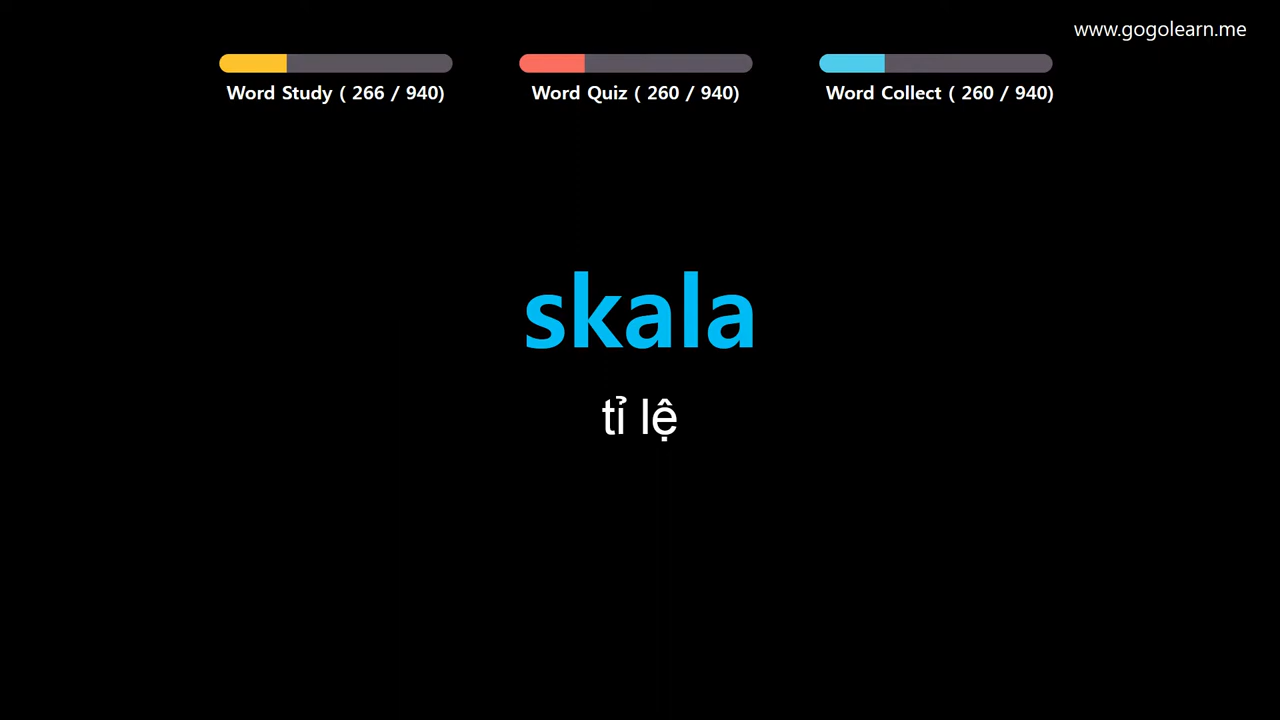 www.gogolearn.me
Word Study ( 266 / 940)
Word Quiz ( 260 / 940)
Word Collect ( 260 / 940)
skala
tỉ lệ